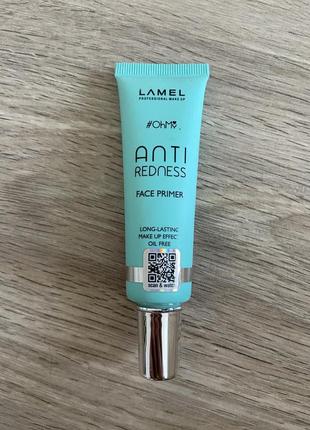 LAMEL
PROFESSIONAL MAKE UP
#OhMy
ANTI
REDNESS
FACE PRIMER
LONG-LASTING
MAKE UP EFFECT
OIL FREE
scan & watch